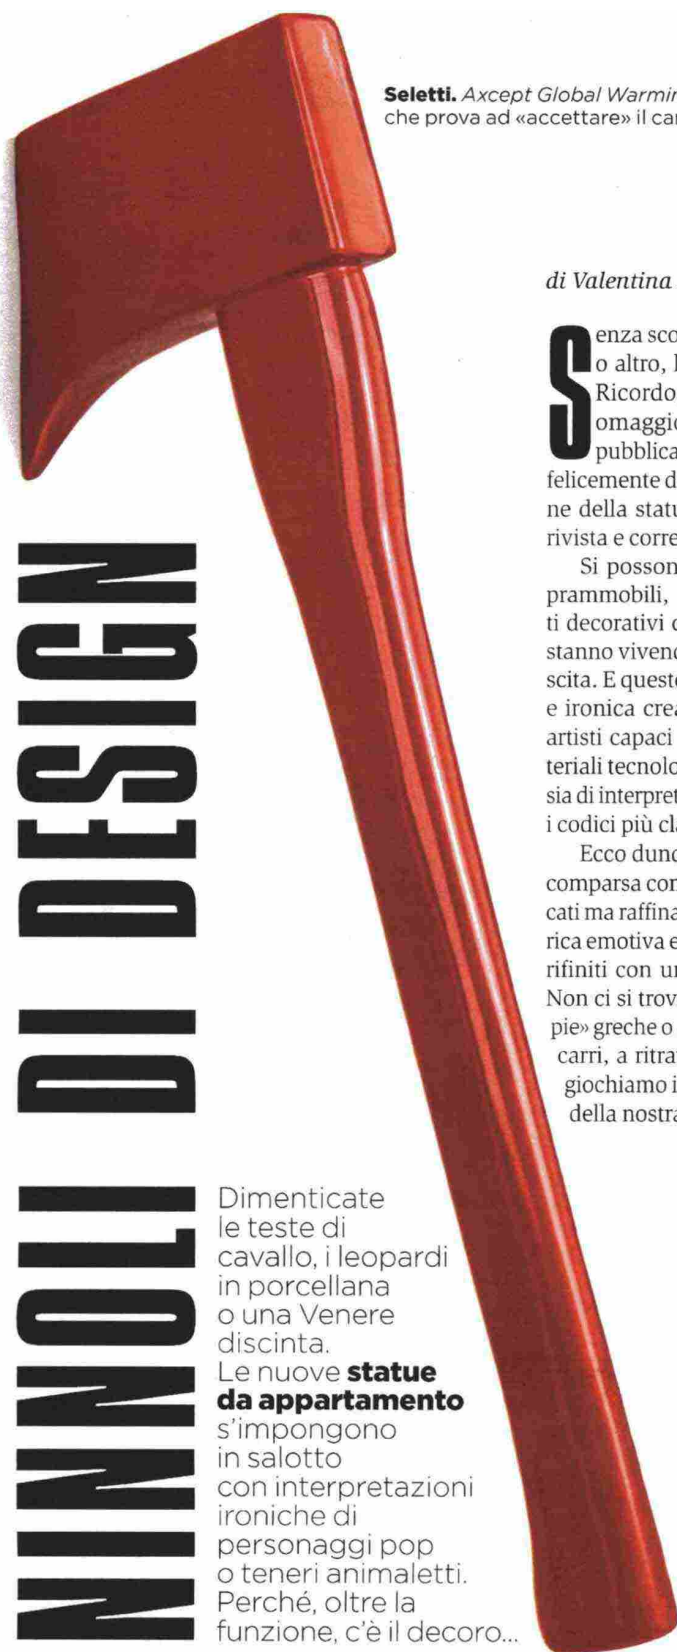 Seletti. Axcept Global Warmin
che prova ad «accettare» il ca
di Valentina
Senza sco
o altro, l
Ricordo
omaggio
pubblica
felicemente d
ne della statu
rivista e corre
Si posson
prammobili,
ti decorativi d
stanno vivend
scita. E queste
e ironica crea
artisti capaci
teriali tecnolo
sia di interpret
i codici più cla
Ecco dunq
comparsa con
cati ma raffina
rica emotiva e
rifiniti con un
Non ci si trov
pie» greche o
carri, a ritra
giochiamo i
della nostra
NINNOLI DI DESIGN
Dimenticate
le teste di
cavallo, i leopardi
in porcellana
o una Venere
discinta.
Le nuove statue
da appartamento
s'impongono
in salotto
con interpretazioni
ironiche di
personaggi pop
o teneri animaletti.
Perché, oltre la
funzione, c'è il decoro...